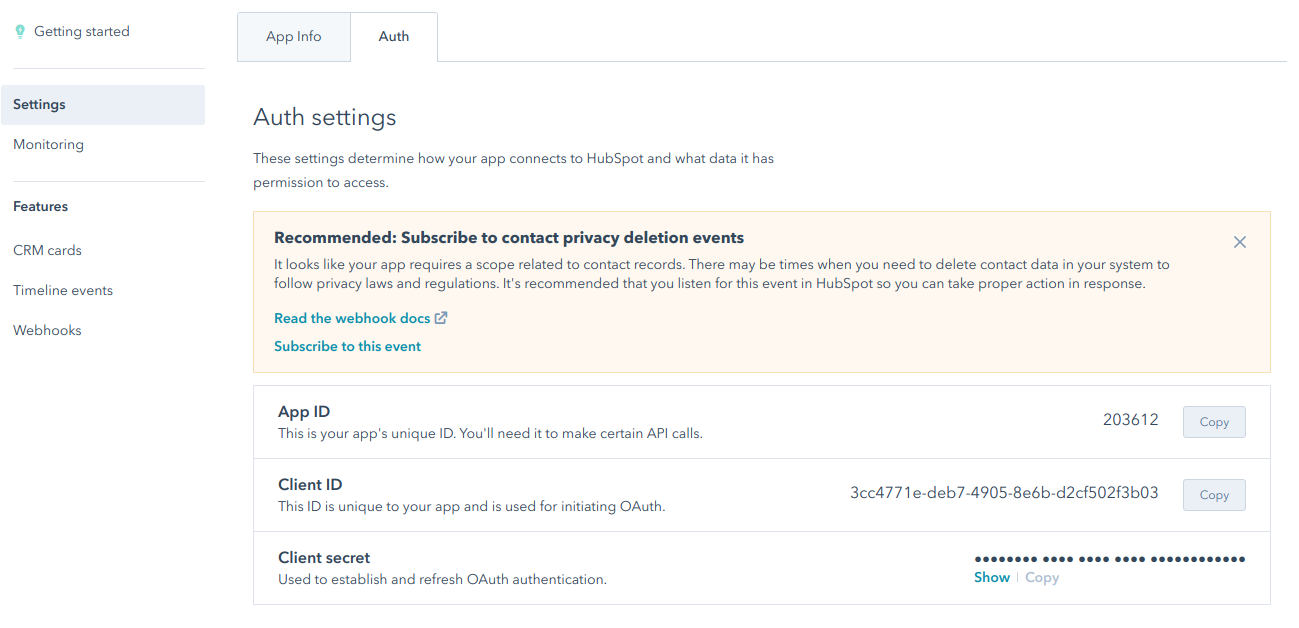 Getting started
App Info
Auth
Settings
Monitoring
Features
CRM cards
Timeline events
Webhooks
Auth settings
These settings determine how your app connects to HubSpot and what data it has
permission to access.
Recommended: Subscribe to contact privacy deletion events
It looks like your app requires a scope related to contact records. There may be times when you need to delete contact data in your system to
follow privacy laws and regulations. It's recommended that you listen for this event in HubSpot so you can take proper action in response.
Read the webhook docs
Subscribe to this event
App ID
This is your app's unique ID. You'll need it to make certain API calls.
203612
Copy
Client ID
This ID is unique to your app and is used for initiating OAuth.
3cc4771e-deb7-4905-8e6b-d2cf502f3b03
Copy
Client secret
Used to establish and refresh OAuth authentication.
•••••••• •••• •••• •••• ••••••••••••
Show | Copy